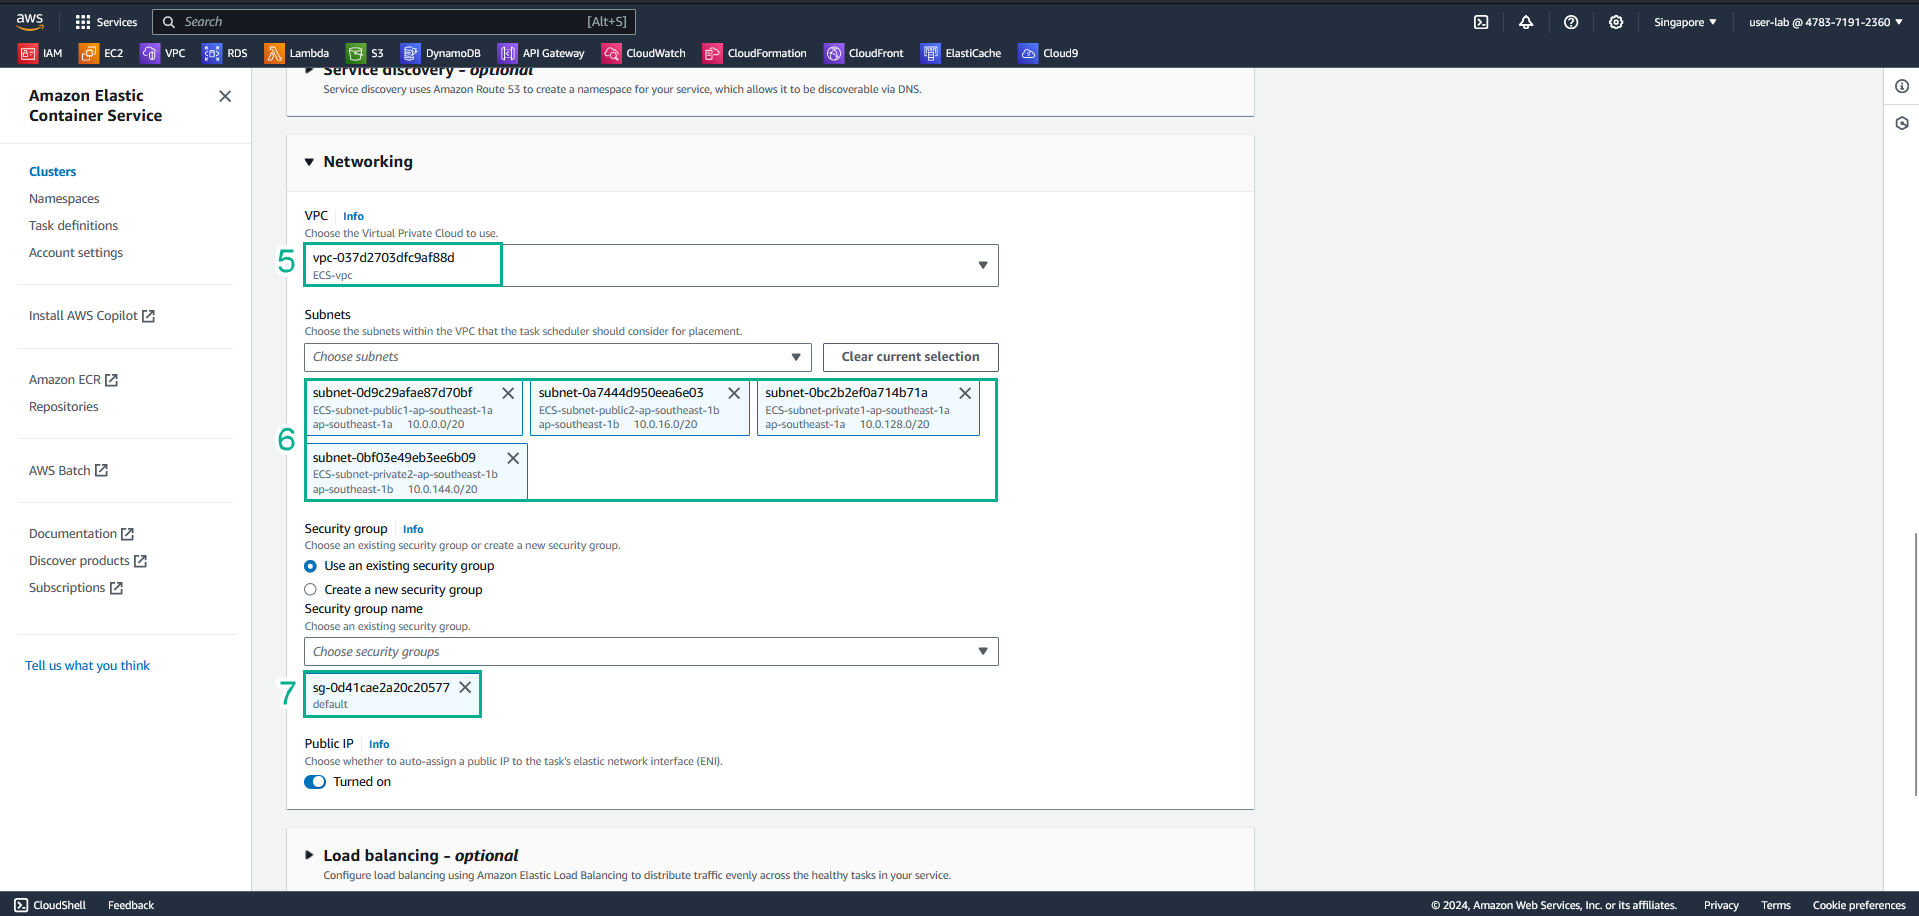 aws
Services
Search
[Alt+S]
Singapore
user-lab @ 4783-7191-2360
IAM
EC2
VPC
RDS
Lambda
S3
DynamoDB
API Gateway
CloudWatch
CloudFormation
CloudFront
ElastiCache
Cloud9
Amazon Elastic
Container Service
Clusters
Namespaces
Task definitions
Account settings
Install AWS Copilot
Amazon ECR
Repositories
AWS Batch
Documentation
Discover products
Subscriptions
Tell us what you think
Service discovery - optional
Service discovery uses Amazon Route 53 to create a namespace for your service, which allows it to be discoverable via DNS.
Networking
VPC
Info
Choose the Virtual Private Cloud to use.
5
vpc-037d2703dfc9af88d
ECS-vpc
Subnets
Choose the subnets within the VPC that the task scheduler should consider for placement.
Choose subnets
Clear current selection
6
subnet-0d9c29afae87d70bf
ECS-subnet-public1-ap-southeast-1a
ap-southeast-1a 10.0.0.0/20
subnet-0a7444d950eea6e03
ECS-subnet-public2-ap-southeast-1b
ap-southeast-1b 10.0.16.0/20
subnet-0bc2b2ef0a714b71a
ECS-subnet-private1-ap-southeast-1a
ap-southeast-1a 10.0.128.0/20
subnet-0bf03e49eb3ee6b09
ECS-subnet-private2-ap-southeast-1b
ap-southeast-1b 10.0.144.0/20
Security group
Info
Choose an existing security group or create a new security group.
Use an existing security group
Create a new security group
Security group name
Choose an existing security group.
Choose security groups
7
sg-0d41cae2a20c20577
default
Public IP
Info
Choose whether to auto-assign a public IP to the task's elastic network interface (ENI).
Turned on
Load balancing - optional
Configure load balancing using Amazon Elastic Load Balancing to distribute traffic evenly across the healthy tasks in your service.
CloudShell
Feedback
© 2024, Amazon Web Services, Inc. or its affiliates.
Privacy
Terms
Cookie preferences